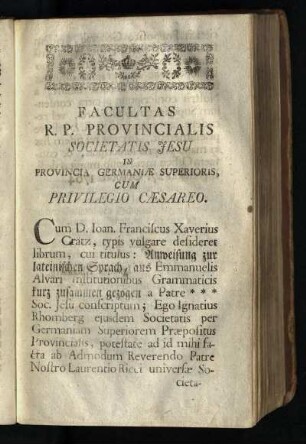 FACULTAS
R. P. PROVINCIALIS
SOCIETATIS JESU
IN
PROVINCIA GERMANIÆ SUPERIORIS,
CUM
PRIVILEGIO CÆSAREO.
Cum D. Ioan. Franciscus Xaverius
Crätz, typis vulgare desideret
librum, cui titulus: Anweisung zur
lateinischen Sprach, aus Emmanuelis
Alvari institutionibus Grammaticis
kurz zusammen gezogen a Patre * * *
Soc. Jesu conscriptum; Ego Ignatius
Rhomberg ejusdem Societatis per
Germaniam Superiorem Præpositus
Provincialis, potestate ad id mihi fa-
cta ab Admodum Reverendo Patre
Nostro Laurentio Ricci universæ So-
cieta-